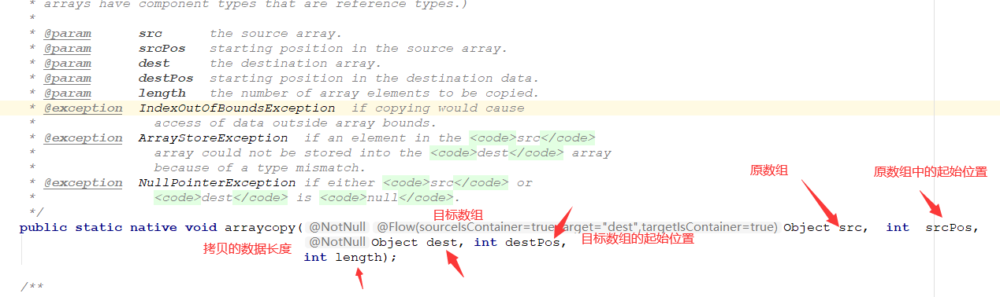 * arrays have component types that are reference types.)
*
* @param src the source array.
* @param srcPos starting position in the source array.
* @param dest the destination array.
* @param destPos starting position in the destination data.
* @param length the number of array elements to be copied.
* @exception IndexOutOfBoundsException if copying would cause
* access of data outside array bounds.
* @exception ArrayStoreException if an element in the <code>src</code>
* array could not be stored into the <code>dest</code> array
* because of a type mismatch.
* @exception NullPointerException if either <code>src</code> or
* <code>dest</code> is <code>null</code>.
*/
原数组
原数组中的起始位置
目标数组
public static native void arraycopy( @NotNull @Flow(sourceIsContainer=true,target="dest",targetIsContainer=true) Object src, int srcPos,
目标数组的起始位置
@NotNull Object dest, int destPos,
拷贝的数据长度
int length);
/**